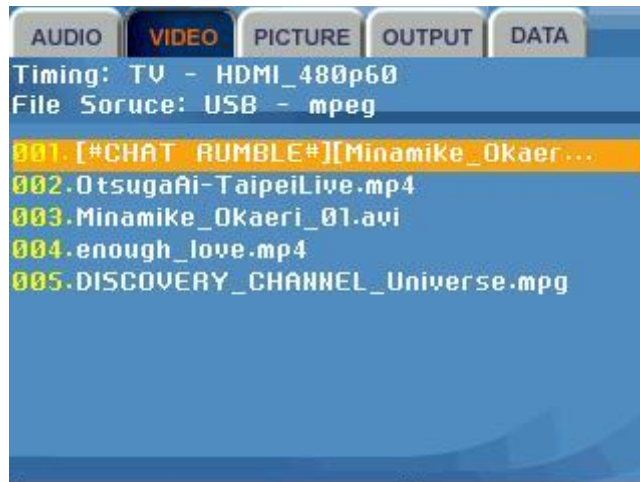 AUDIO VIDEO PICTURE OUTPUT DATA
Timing: TV - HDMI_480p60
File Soruce: USB - mpeg
001.[#CHAT RUMBLE#][Minamike_Okaer...
002.OtsugaAi-TaipeiLive.mp4
003.Minamike_Okaeri_01.avi
004.enough_love.mp4
005.DISCOVERY_CHANNEL_Universe.mpg